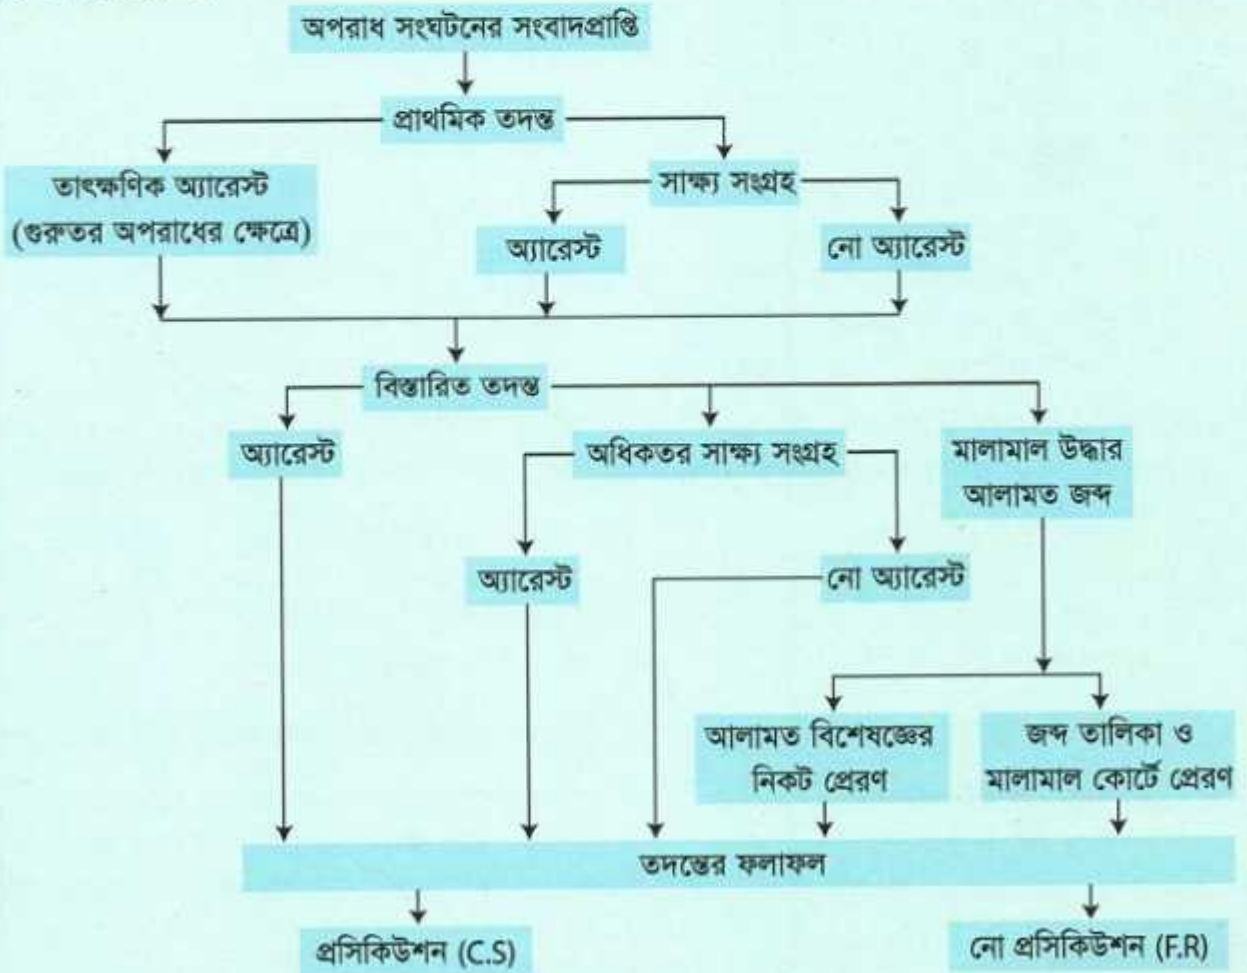 অপরাধ সংঘটনের সংবাদপ্রাপ্তি
প্রাথমিক তদন্ত
তাৎক্ষণিক অ্যারেস্ট
(গুরুতর অপরাধের ক্ষেত্রে)
সাক্ষ্য সংগ্রহ
অ্যারেস্ট
নো অ্যারেস্ট
বিস্তারিত তদন্ত
অ্যারেস্ট
অধিকতর সাক্ষ্য সংগ্রহ
মালামাল উদ্ধার
আলামত জব্দ
অ্যারেস্ট
নো অ্যারেস্ট
আলামত বিশেষজ্ঞের
নিকট প্রেরণ
জব্দ তালিকা ও
মালামাল কোর্টে প্রেরণ
তদন্তের ফলাফল
প্রসিকিউশন (C.S)
নো প্রসিকিউশন (F.R)